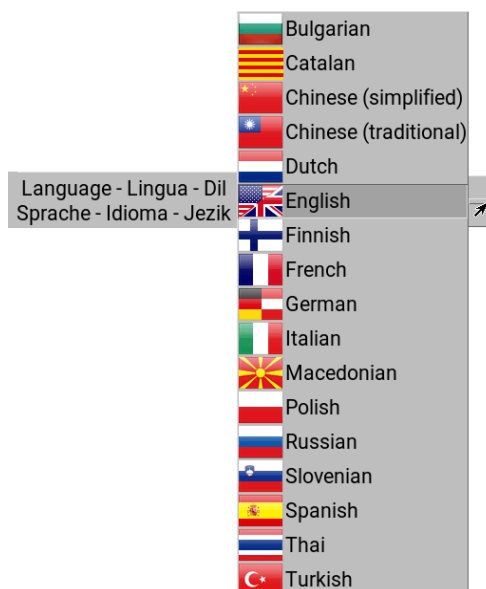 Language - Lingua - Dil
Sprache - Idioma - Jezik
Bulgarian
Catalan
Chinese (simplified)
Chinese (traditional)
Dutch
English
Finnish
French
German
Italian
Macedonian
Polish
Russian
Slovenian
Spanish
Thai
Turkish